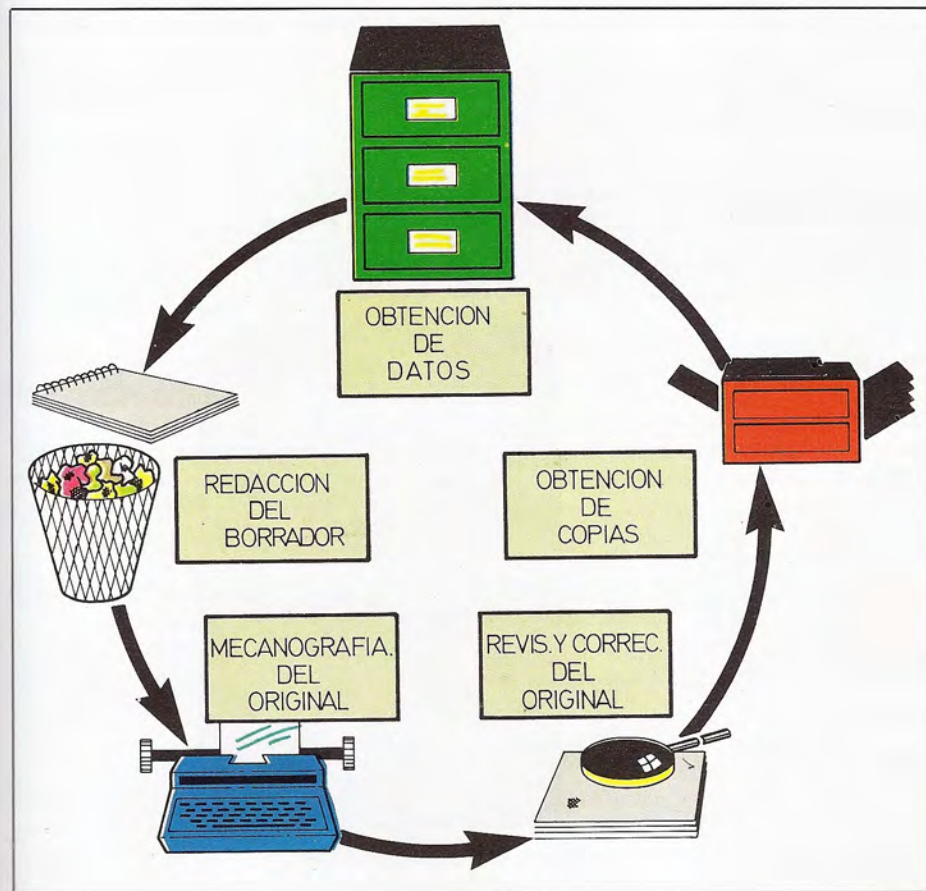 OBTENCION
DE
DATOS
REDACCION
DEL
BORRADOR
OBTENCION
DE
COPIAS
MECANOGRAFIA.
DEL
ORIGINAL
REVIS. Y CORREC.
DEL
ORIGINAL